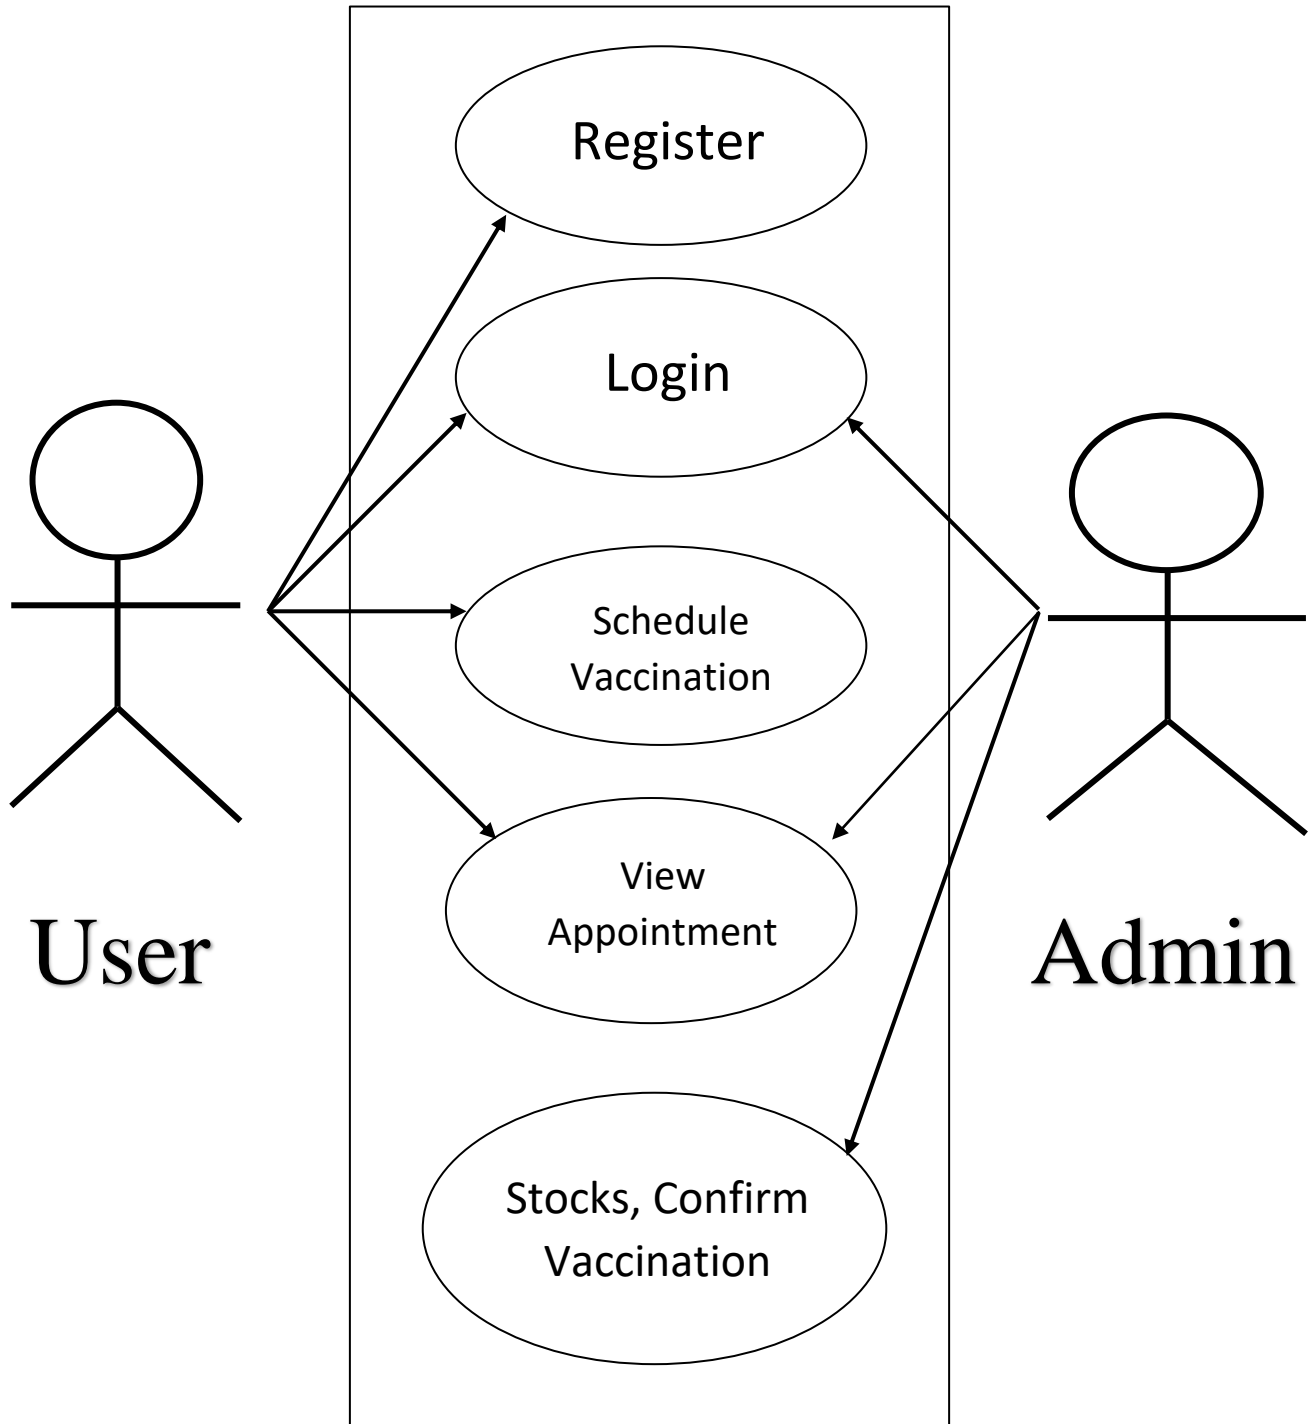 Register
Login
Schedule
Vaccination
View
Appointment
User
Admin
Stocks, Confirm
Vaccination